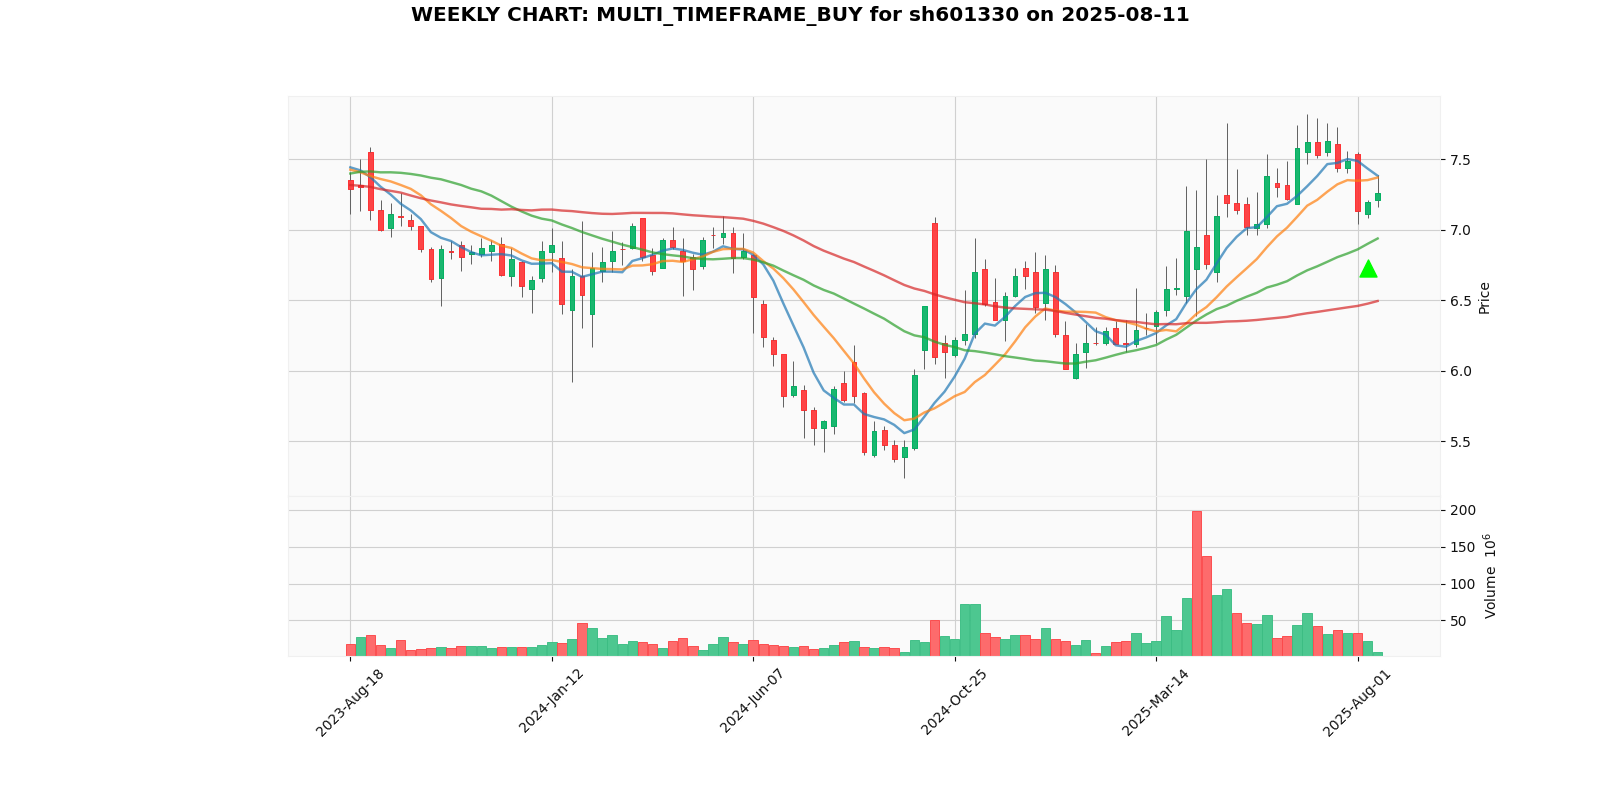 WEEKLY CHART: MULTI_TIMEFRAME_BUY for sh601330 on 2025-08-11
7.5
7.0
6.5
6.0
5.5
Price
200
150
100
50
Volume 10^6
2023-Aug-18
2024-Jan-12
2024-Jun-07
2024-Oct-25
2025-Mar-14
2025-Aug-01